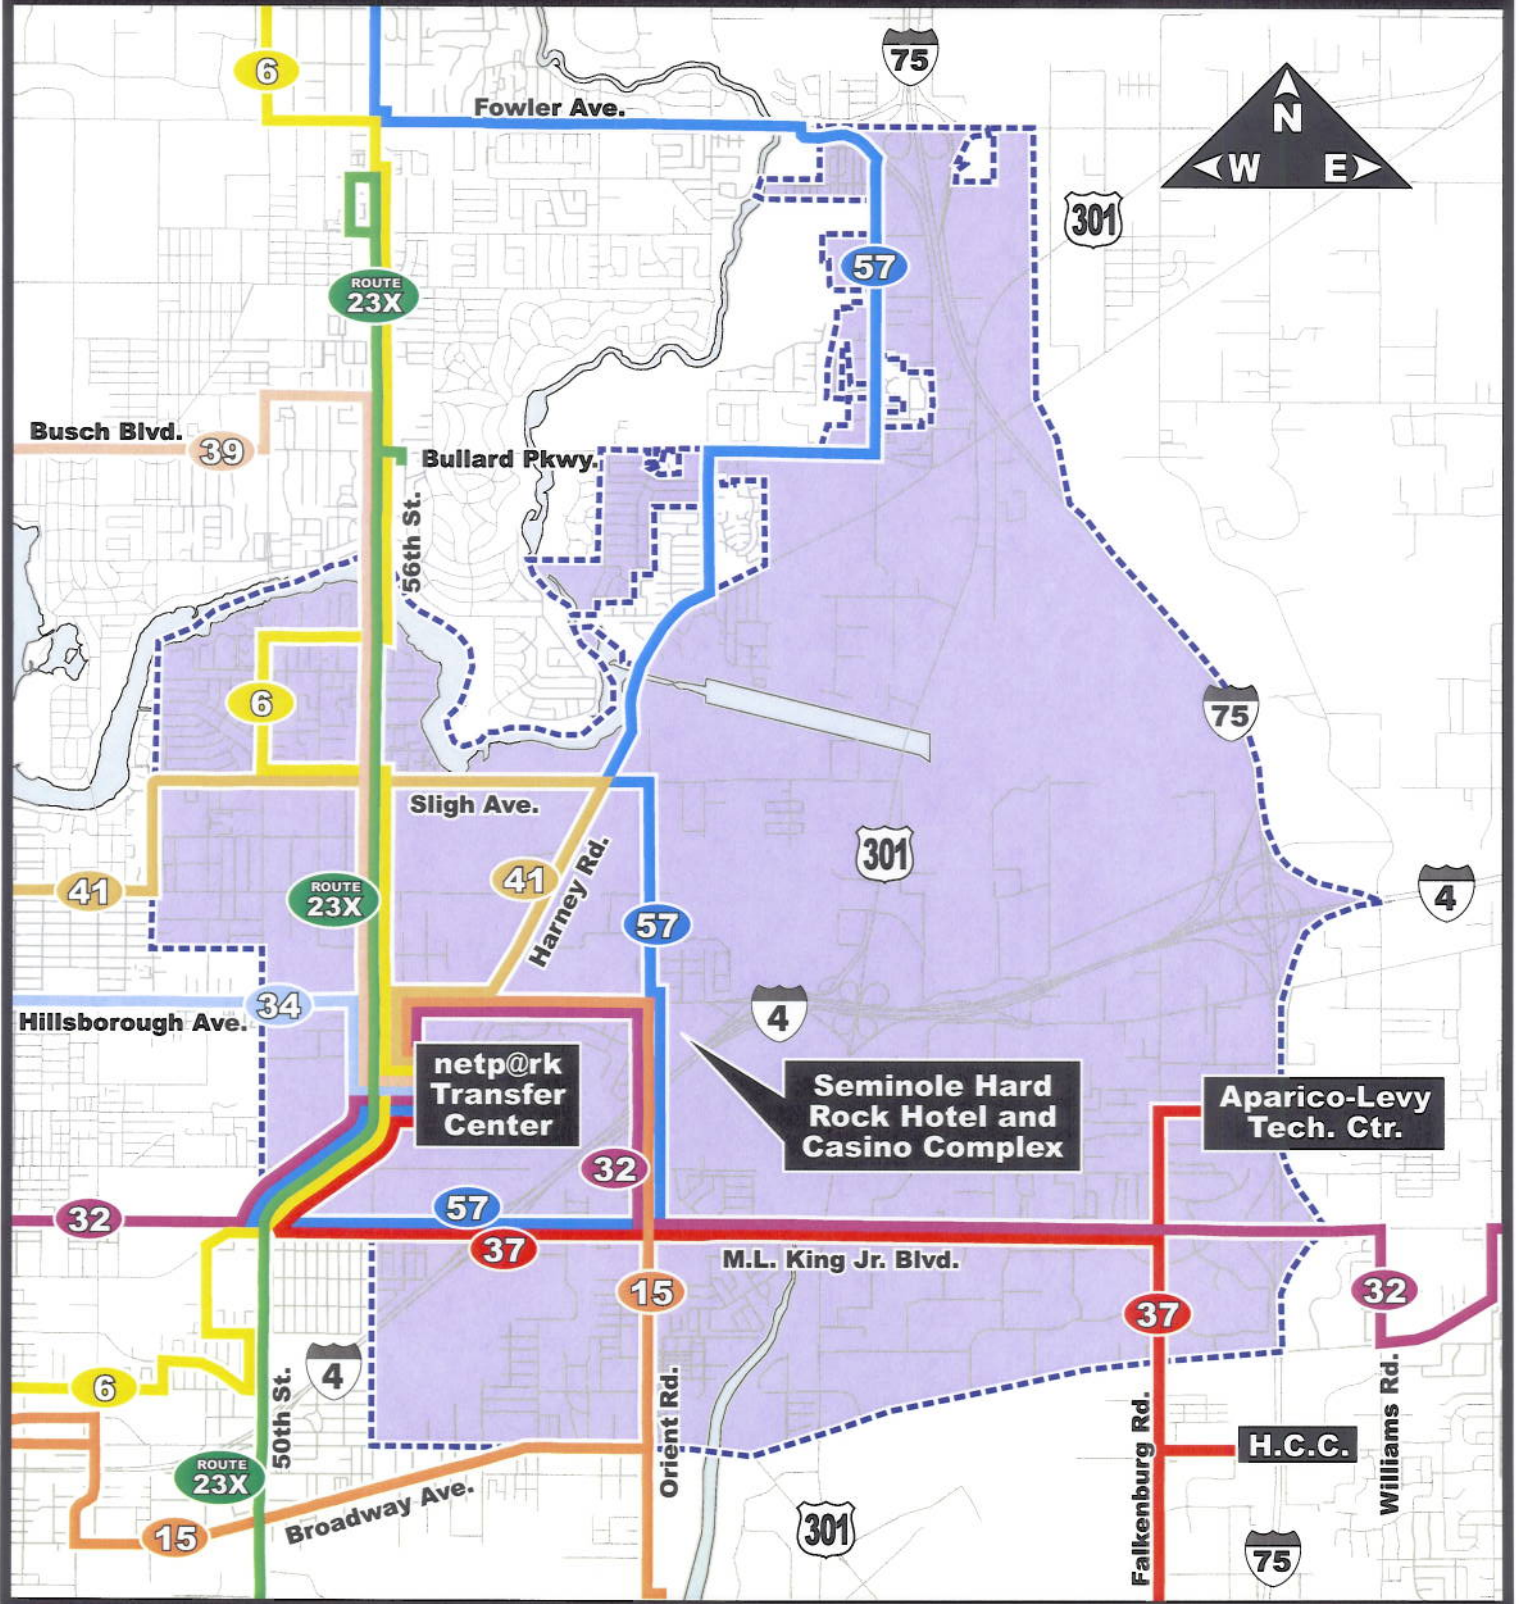 75
6
Fowler Ave.
N
W E
301
57
ROUTE
23X
Busch Blvd.
39
Bullard Pkwy.
56th St.
6
75
Sligh Ave.
301
41
41
ROUTE
23X
Harney Rd.
57
4
34
Hillsborough Ave.
4
netp@rk
Transfer
Center
Seminole Hard
Rock Hotel and
Casino Complex
Aparico-Levy
Tech. Ctr.
32
32
57
37
M.L. King Jr. Blvd.
15
32
37
4
6
50th St.
Orient Rd.
Falkenburg Rd.
Williams Rd.
H.C.C.
ROUTE
23X
Broadway Ave.
15
301
75